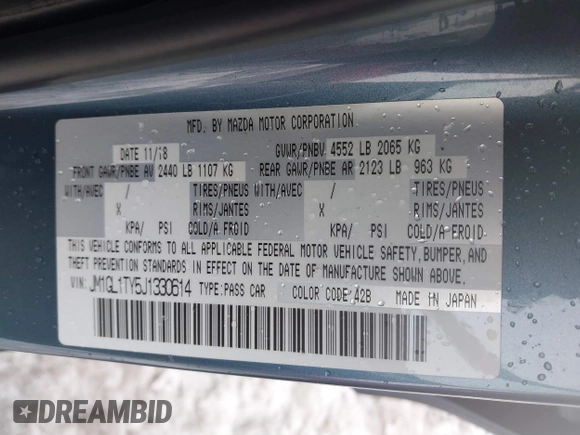 MFD. BY MAZDA MOTOR CORPORATION
DATE 11/18 GVWR/PNBV 4552 LB 2065 KG
FRONT GAWR/PNBE AV 2440 LB 1107 KG REAR GAWR/PNBE AR 2123 LB 963 KG
WITH/AVEC / TIRES/PNEUS WITH/AVEC / TIRES/PNEUS
X RIMS/JANTES X RIMS/JANTES
KPA/ PSI COLD/A FROID KPA/ PSI COLD/A FROID
THIS VEHICLE CONFORMS TO ALL APPLICABLE FEDERAL MOTOR VEHICLE SAFETY, BUMPER, AND
THEFT PREVENTION STANDARDS IN EFFECT ON THE DATE OF MANUFACTURE SHOWN ABOVE.
VIN: JM1GL1TY5J1330614 TYPE:PASS CAR COLOR CODE:42B MADE IN JAPAN
DREAMBID